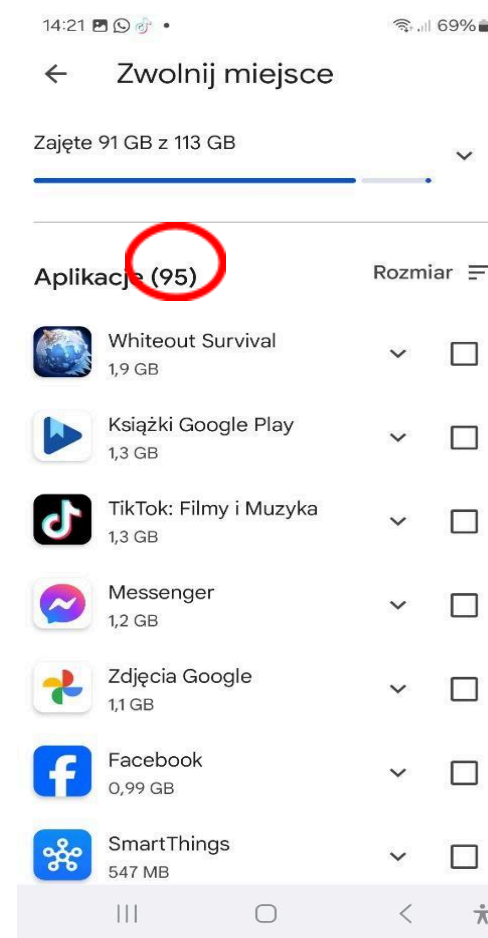 14:21 69%
Zwolnij miejsce
Zajęte 91 GB z 113 GB
Aplikacje (95) Rozmiar
Whiteout Survival
1,9 GB
Książki Google Play
1,3 GB
TikTok: Filmy i Muzyka
1,3 GB
Messenger
1,2 GB
Zdjęcia Google
1,1 GB
Facebook
0,99 GB
SmartThings
547 MB